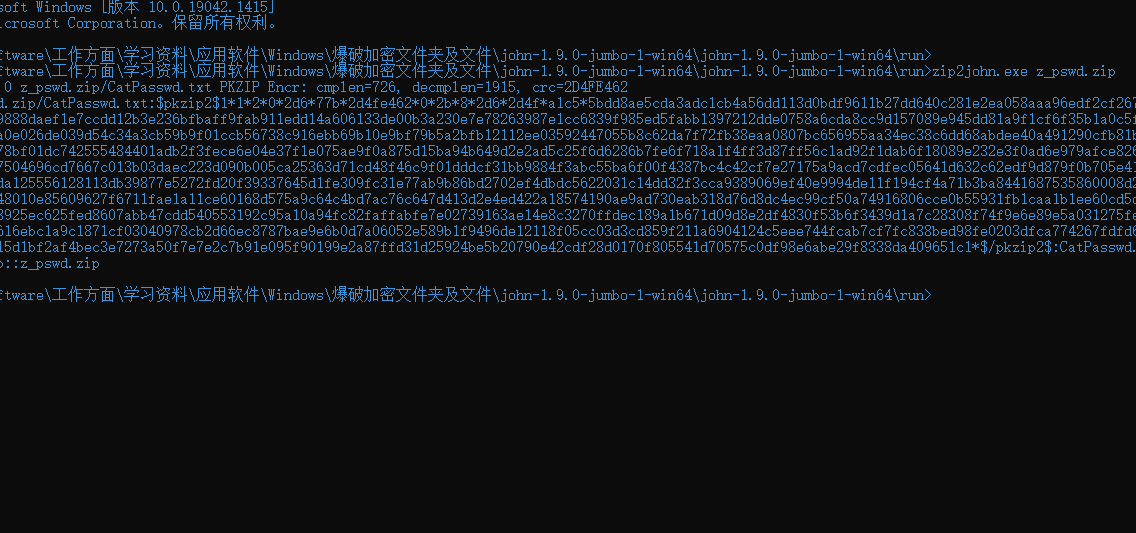 soft Windows [版本 10.0.19042.1415]
icrosoft Corporation。保留所有权利。
ftware\工作方面\学习资料\应用软件\Windows\爆破加密文件夹及文件\john-1.9.0-jumbo-1-win64\john-1.9.0-jumbo-1-win64\run>
ftware\工作方面\学习资料\应用软件\Windows\爆破加密文件夹及文件\john-1.9.0-jumbo-1-win64\john-1.9.0-jumbo-1-win64\run>zip2john.exe z_pswd.zip
0 z_pswd.zip/CatPasswd.txt PKZIP Encr: cmplen=726, decmplen=1915, crc=2D4FE462
d.zip/CatPasswd.txt:$pkzip2$1*1*2*0*2d6*77b*2d4fe462*0*2b*8*2d6*2d4f*a1c5*5bdd8ae5cda3adc1cb4a56dd113d0bdf9611b27dd640c281e2ea058aaa96edf2cf267
9888daef1e7ccdd12b3e236bfbaff9fab911edd14a606133de00b3a230e7e78263987e1cc6839f985ed5fabb1397212dde0758a6cda8cc9d157089e945dd81a9f1cf6f35b1a0c5f
a0e026de039d54c34a3cb59b9f01ccb56738c916ebb69b10e9bf79b5a2bfb12112ee03592447055b8c62da7f72fb38eaa0807bc656955aa34ec38c6dd68abdee40a491290cfb81b
78bf01dc742555484401adb2f3fece6e04e37f1e075ae9f0a875d15ba94b649d2e2ad5c25f6d6286b7fe6f718a1f4ff3d87ff56c1ad92f1dab6f18089e232e3f0ad6e979afce826
7504696cd7667c013b03daec223d090b005ca25363d71cd48f46c9f01dddcf31bb9884f3abc55ba6f00f4387bc4c42cf7e27175a9acd7cdfec05641d632c62edf9d879f0b705e41
da125556128113db39877e5272fd20f39337645d1fe309fc31e77ab9b86bd2702ef4dbdc5622031c14dd32f3cca9389069ef40e9994de11f194cf4a71b3ba8441687535860008d2
48010e85609627f6711fae1a11ce60168d575a9c64c4bd7ac76c647d413d2e4ed422a18574190ae9ad730eab318d76d8dc4ec99cf50a74916806cce0b55931fb1caa1b1ee60cd5d
8925ec625fed8607abb47cdd540553192c95a10a94fc82faffabfe7e02739163ae14e8c3270ffdec189a1b671d09d8e2df4830f53b6f3439d1a7c28308f74f9e6e89e5a031275fe
616ebc1a9c1871cf03040978cb2d66ec8787bae9e6b0d7a06052e589b1f9496de12118f05cc03d3cd859f211a6904124c5eee744fcab7cf7fc838bed98fe0203dfca774267fdfd6
15d1bf2af4bec3e7273a50f7e7e2c7b91e095f90199e2a87ffd31d25924be5b20790e42cdf28d0170f805541d70575c0df98e6abe29f8338da409651c1*$/pkzip2$:CatPasswd.
p::z_pswd.zip
ftware\工作方面\学习资料\应用软件\Windows\爆破加密文件夹及文件\john-1.9.0-jumbo-1-win64\john-1.9.0-jumbo-1-win64\run>